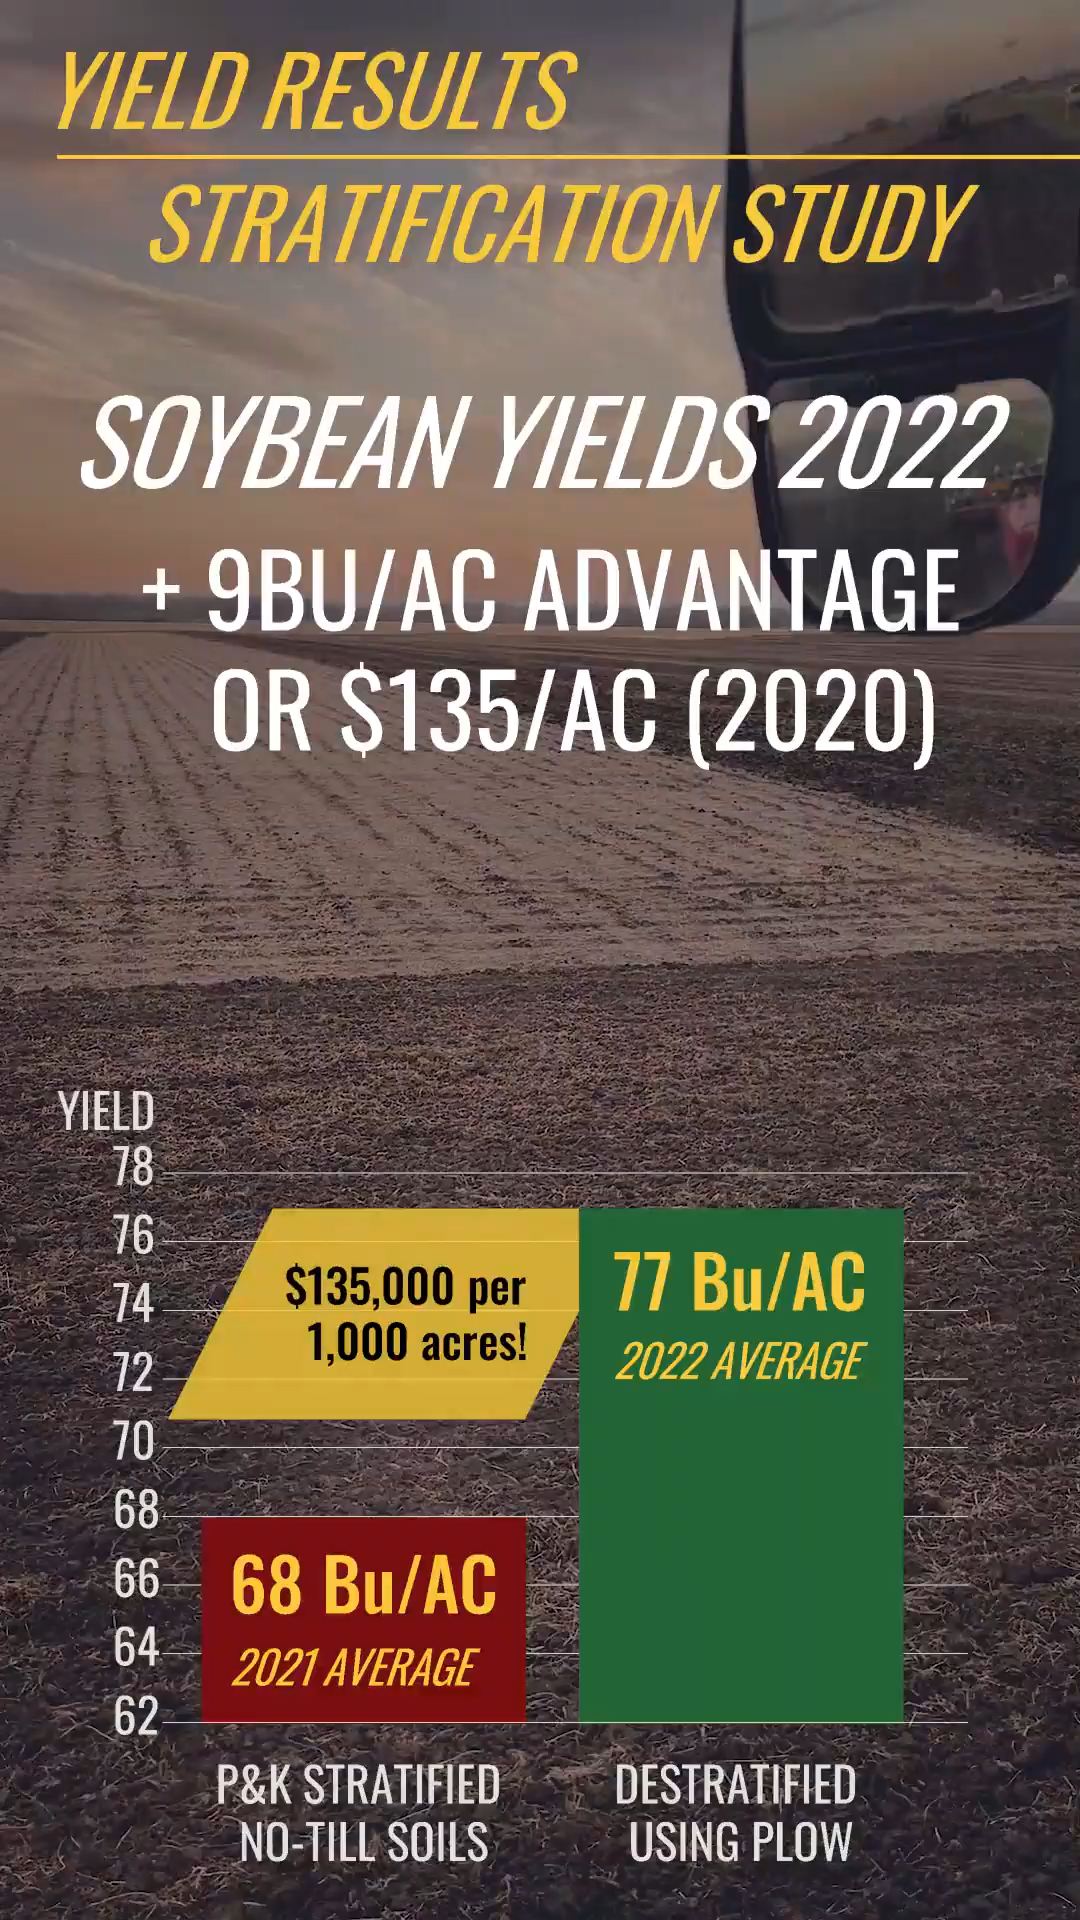 YIELD RESULTS
STRATIFICATION STUDY
SOYBEAN YIELDS 2022
+ 9BU/AC ADVANTAGE
OR $135/AC (2020)
YIELD
78
76
74
72
70
68
66
64
62
$135,000 per
1,000 acres!
77 Bu/AC
2022 AVERAGE
68 Bu/AC
2021 AVERAGE
P&K STRATIFIED
NO-TILL SOILS
DESTRATIFIED
USING PLOW